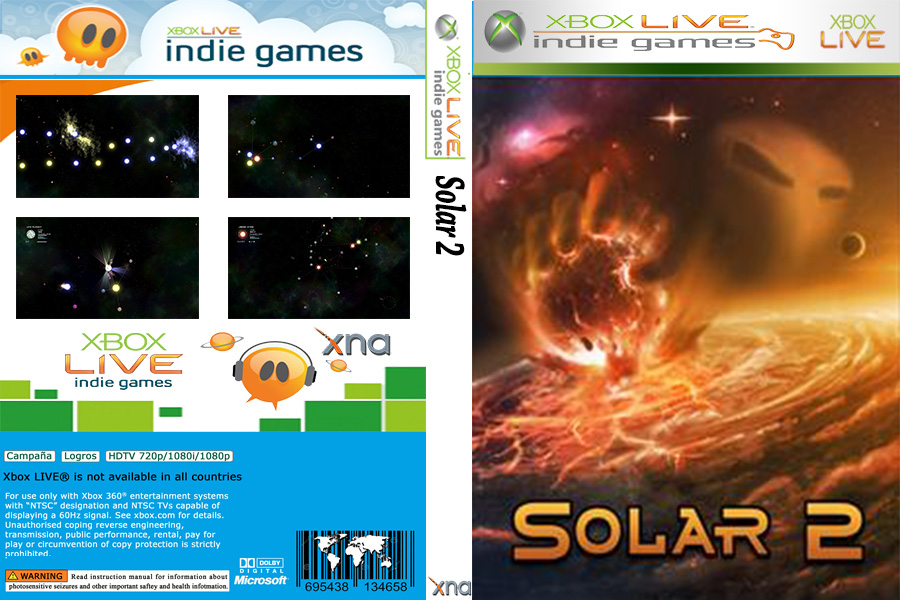 XBOX LIVE
indie games
XBOX LIVE
indie games
xna
Campaña Logros HDTV 720p/1080i/1080p
Xbox LIVE® is not available in all countries
For use only with Xbox 360® entertainment systems
with "NTSC" designation and NTSC TVs capable of
displaying a 60Hz signal. See xbox.com for details.
Unauthorised coping reverse engineering,
transmission, public performance, rental, pay for
play or circumvention of copy protection is strictly
prohibited.
WARNING Read instruction manual for information about
photosensitive seizures and other important saftey and health infotmation.
DOLBY
DIGITAL
Microsoft
695438 134658
XBOX LIVE
indie games
Solar 2
xna
XBOX LIVE
indie games
XBOX
LIVE
SOLAR 2